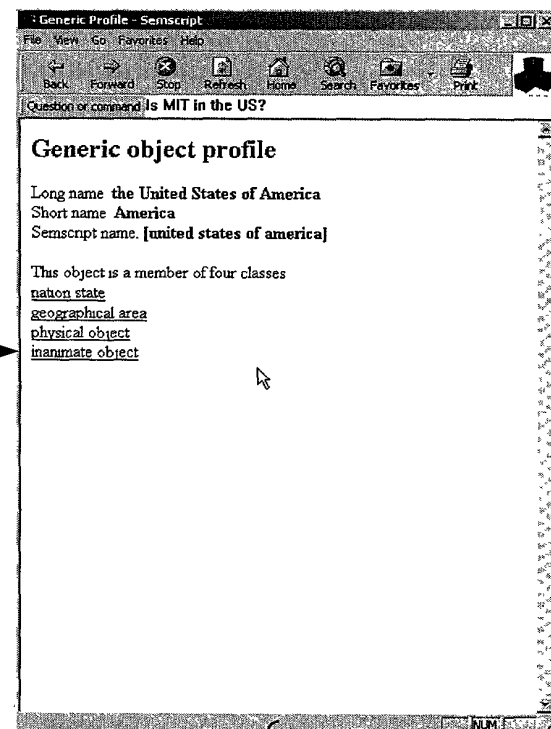 Generic Profile - Semscript
File View Go Favorites Help
Back Forward Stop Refresh Home Search Favorites Print
Question or command Is MIT in the US?
Generic object profile
Long name the United States of America
Short name America
Semscript name. [united states of america]
This object is a member of four classes
nation state
geographical area
physical object
inanimate object
NUM